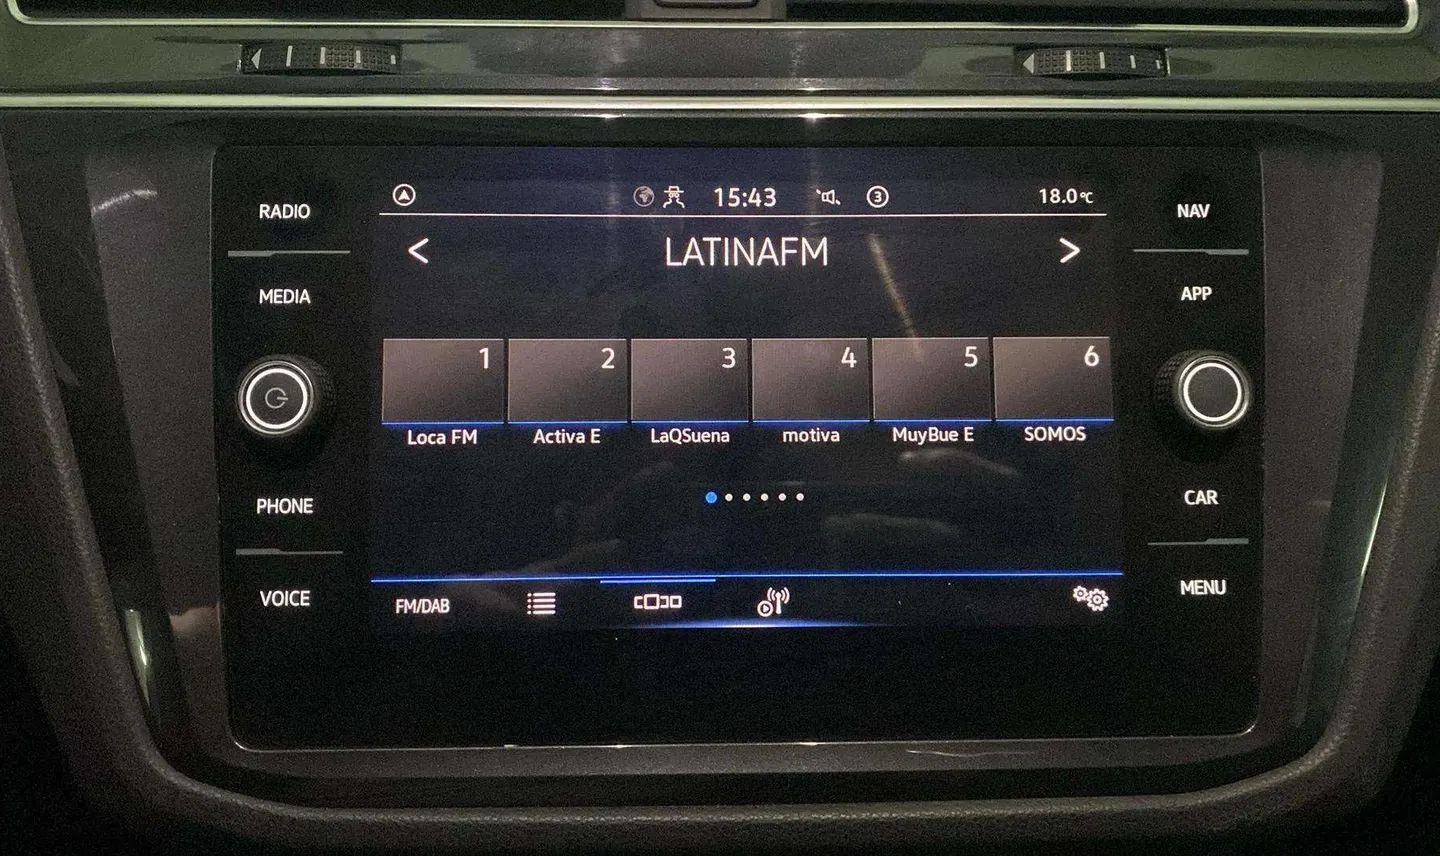 15:43
3
18.0°C
RADIO
NAV
< LATINAFM >
MEDIA
APP
1 2 3 4 5 6
Loca FM Activa E LaQSuena motiva MuyBue E SOMOS
PHONE
CAR
VOICE
MENU
FM/DAB